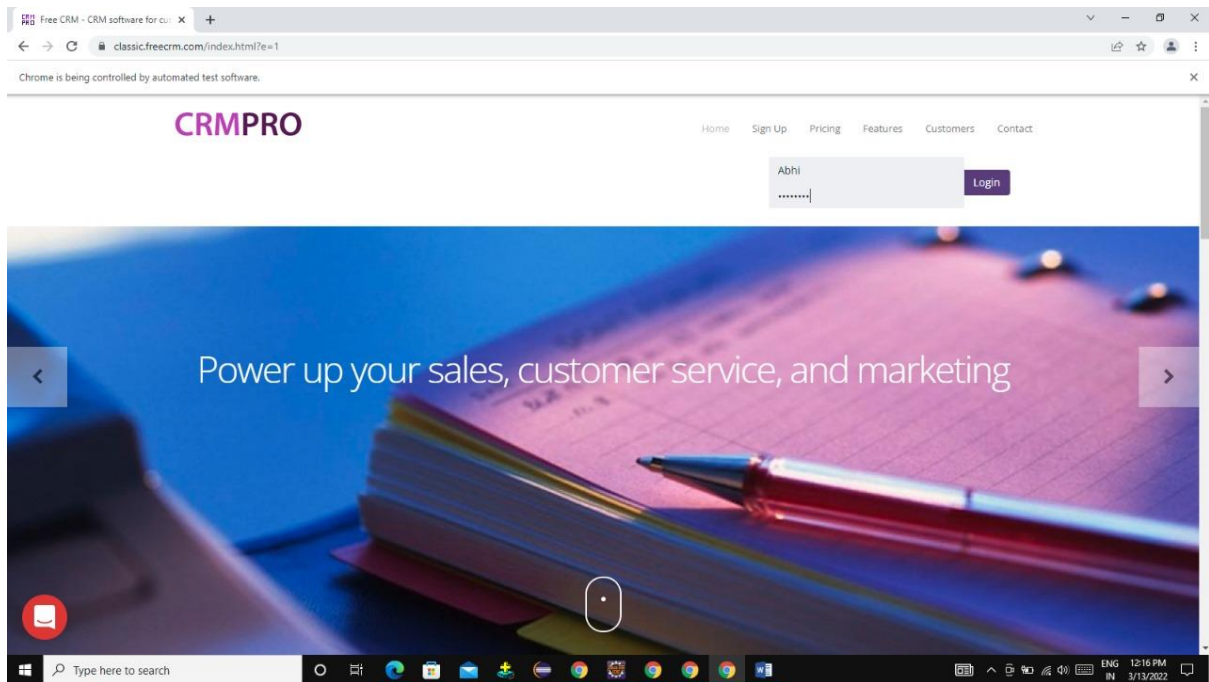 CRM PRO Free CRM - CRM software for cu
classic.freecrm.com/index.html?e=1
Chrome is being controlled by automated test software.
CRMPRO
Home Sign Up Pricing Features Customers Contact
Abhi
........
Login
Power up your sales, customer service, and marketing
Type here to search
ENG 12:16 PM
IN 3/13/2022